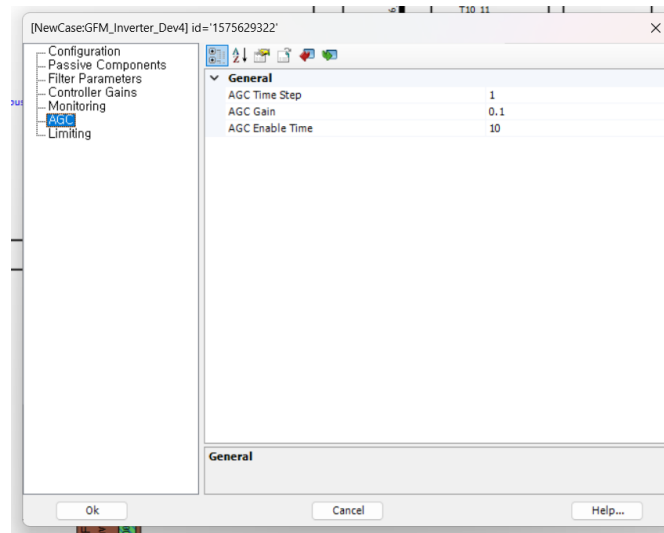 T10_11
[NewCase:GFM_Inverter_Dev4] id='1575629322'
Configuration
Passive Components
Filter Parameters
Controller Gains
Monitoring
AGC
Limiting
General
AGC Time Step 1
AGC Gain 0.1
AGC Enable Time 10
General
Ok Cancel Help...